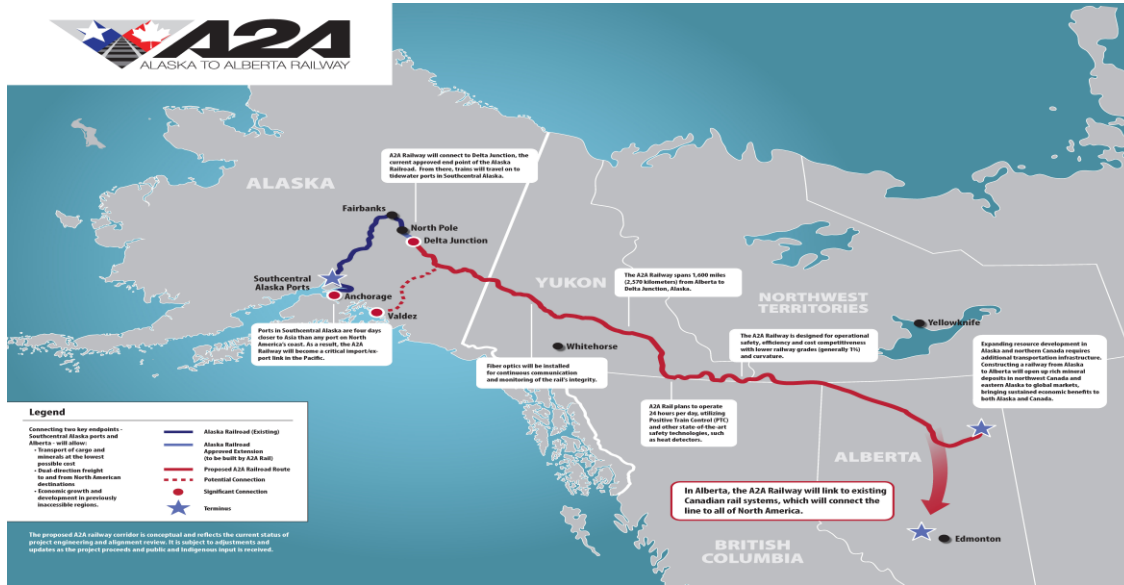 A2A
ALASKA TO ALBERTA RAILWAY
A2A Railway will connect to Delta Junction, the
current approved end point of the Alaska
Railroad. From there, trains will travel on to
tidewater ports in Southcentral Alaska.
ALASKA
Fairbanks
North Pole
Delta Junction
Southcentral
Alaska Ports
Anchorage
Valdez
Ports in Southcentral Alaska are four days
closer to Asia than any port on North
America's coast. As a result, the A2A
Railway will become a critical import/ex-
port link in the Pacific.
YUKON
The A2A Railway spans 1,600 miles
(2,570 kilometers) from Alberta to
Delta Junction, Alaska.
NORTHWEST
TERRITORIES
Yellowknife
Whitehorse
Fiber optics will be installed
for continuous communication
and monitoring of the rail's integrity.
The A2A Railway is designed for operational
safety, efficiency and cost competitiveness
with lower railway grades (generally 1%)
and curvature.
Expanding resource development in
Alaska and northern Canada requires
additional transportation infrastructure.
Constructing a railway from Alaska
to Alberta will open up rich mineral
deposits in northwest Canada and
eastern Alaska to global markets,
bringing sustained economic benefits to
both Alaska and Canada.
A2A Rail plans to operate
24 hours per day, utilizing
Positive Train Control (PTC)
and other state-of-the-art
safety technologies, such
as heat detectors.
ALBERTA
In Alberta, the A2A Railway will link to existing
Canadian rail systems, which will connect the
line to all of North America.
Edmonton
BRITISH
COLUMBIA
Legend
Connecting two key endpoints -
Southcentral Alaska ports and
Alberta - will allow:
• Transport of cargo and
minerals at the lowest
possible cost
• Dual-direction freight
to and from North American
destinations
• Economic growth and
development in previously
inaccessible regions.
Alaska Railroad (Existing)
Alaska Railroad
Approved Extension
(to be built by A2A Rail)
Proposed A2A Railroad Route
Potential Connection
Significant Connection
Terminus
The proposed A2A railway corridor is conceptual and reflects the current status of
project engineering and alignment review. It is subject to adjustments and
updates as the project proceeds and public and Indigenous input is received.